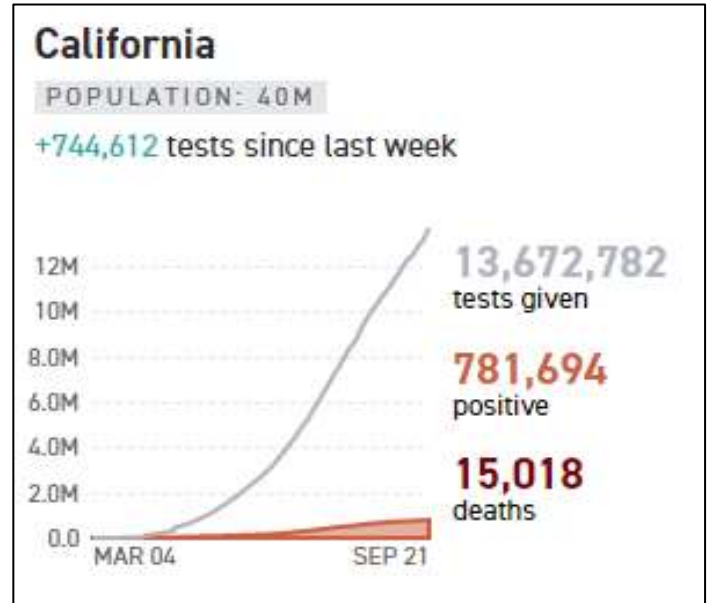 California
POPULATION: 40M
+744,612 tests since last week
12M
10M
8.0M
6.0M
4.0M
2.0M
0.0
MAR 04 SEP 21
13,672,782
tests given
781,694
positive
15,018
deaths